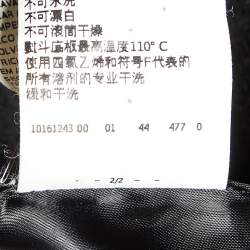 不可水洗
不可漂白
不可滚筒干燥
熨斗底板最高温度110° C
使用四氯乙烯和符号F代表的
所有溶剂的专业干洗
缓和干洗
10161243 00 01 44 477 0
- -- 2/2 -- -